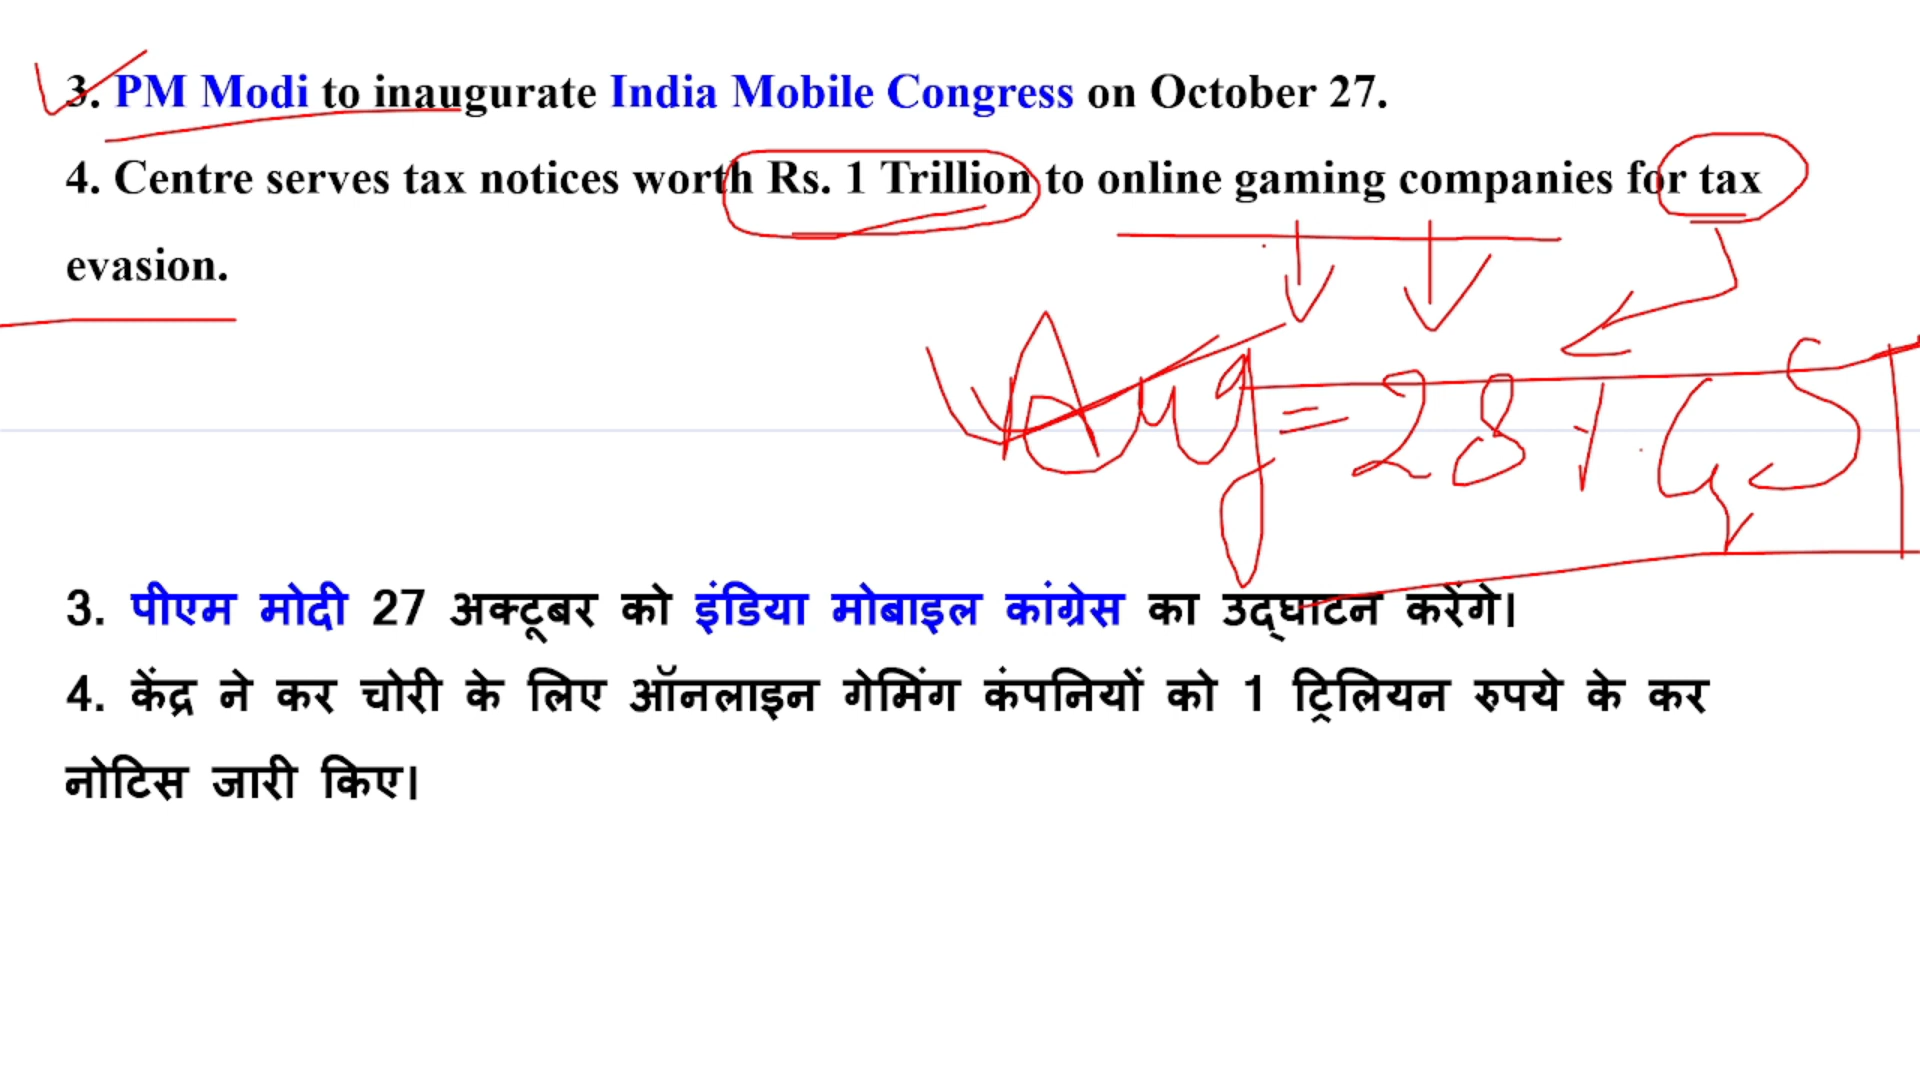 3. PM Modi to inaugurate India Mobile Congress on October 27.
4. Centre serves tax notices worth Rs. 1 Trillion to online gaming companies for tax
evasion.
Aug = 28 % GST
3. पीएम मोदी 27 अक्टूबर को इंडिया मोबाइल कांग्रेस का उद्घाटन करेंगे।
4. केंद्र ने कर चोरी के लिए ऑनलाइन गेमिंग कंपनियों को 1 ट्रिलियन रुपये के कर
नोटिस जारी किए।